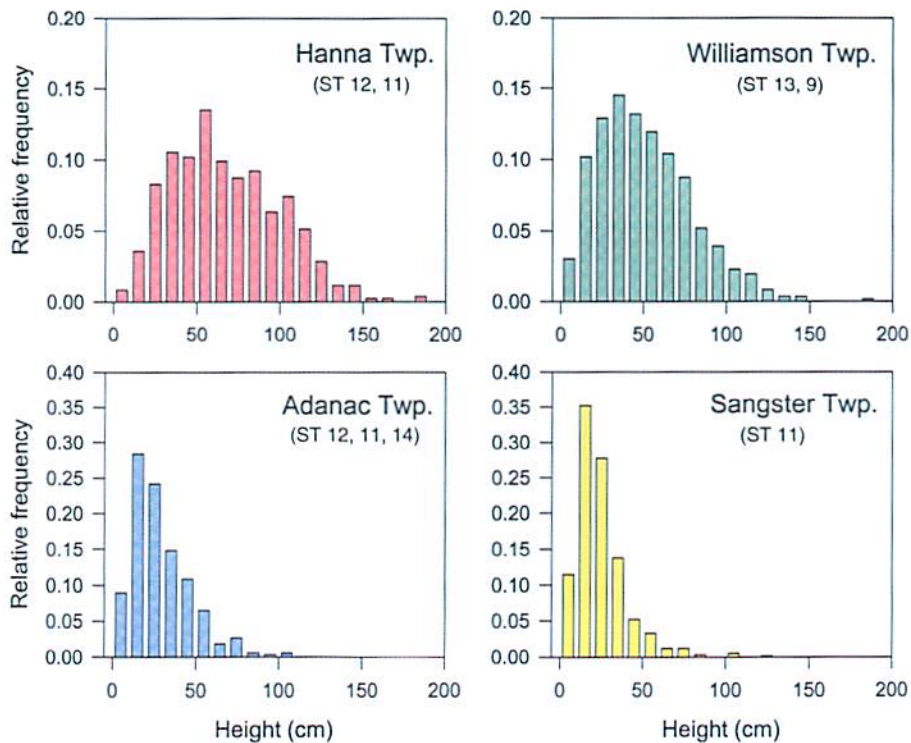 0.20
0.15
0.10
0.05
0.00
Relative frequency
Hanna Twp.
(ST 12, 11)
0 50 100 150 200
0.20
0.15
0.10
0.05
0.00
Williamson Twp.
(ST 13, 9)
0 50 100 150 200
0.40
0.35
0.30
0.25
0.20
0.15
0.10
0.05
0.00
Relative frequency
Adanac Twp.
(ST 12, 11, 14)
0 50 100 150 200
Height (cm)
0.40
0.35
0.30
0.25
0.20
0.15
0.10
0.05
0.00
Sangster Twp.
(ST 11)
0 50 100 150 200
Height (cm)